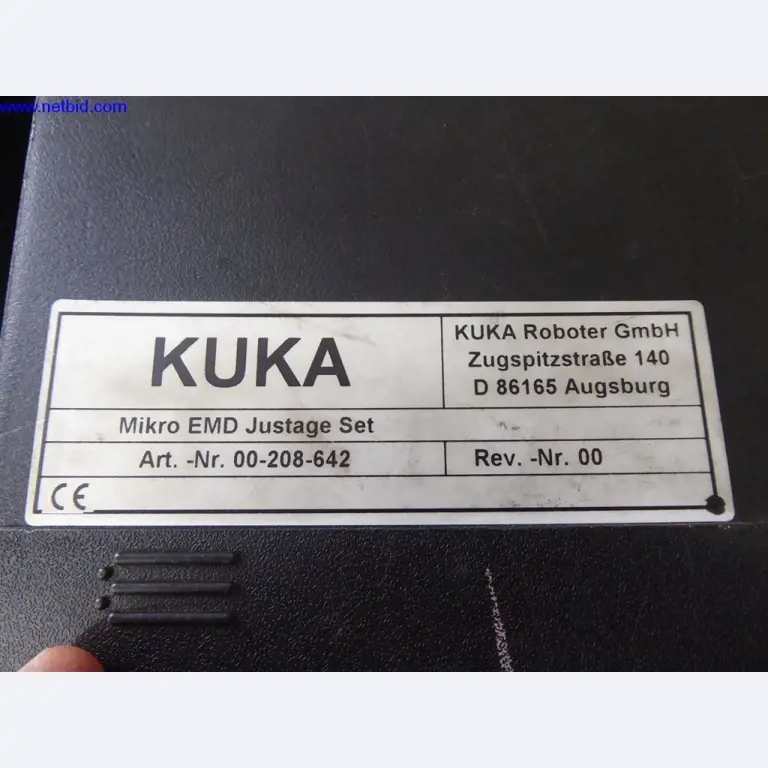 www.netbid.com
KUKA
KUKA Roboter GmbH
Zugspitzstraße 140
D 86165 Augsburg
Mikro EMD Justage Set
Art. -Nr. 00-208-642
Rev. -Nr. 00
CE